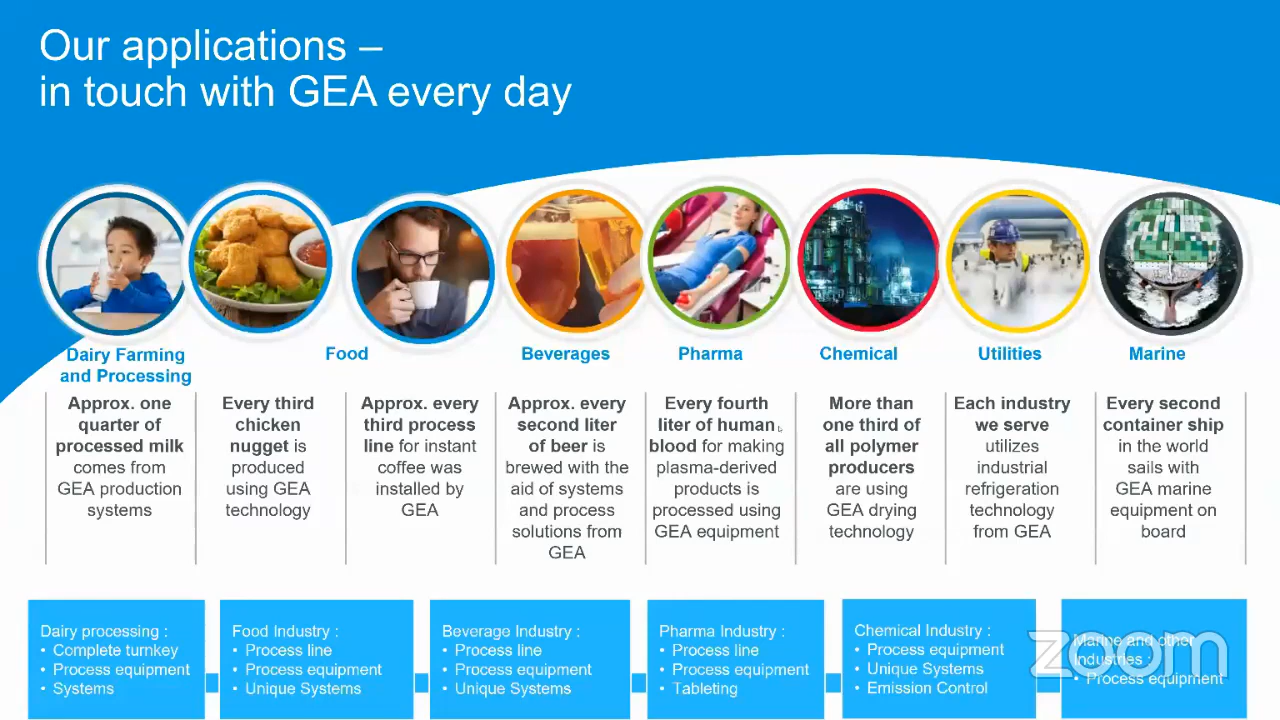 Our applications –
in touch with GEA every day
Dairy Farming
and Processing
Food
Beverages
Pharma
Chemical
Utilities
Marine
Approx. one
quarter of
processed milk
comes from
GEA production
systems
Every third
chicken
nugget is
produced
using GEA
technology
Approx. every
third process
line for instant
coffee was
installed by
GEA
Approx. every
second liter
of beer is
brewed with the
aid of systems
and process
solutions from
GEA
Every fourth
liter of human
blood for making
plasma-derived
products is
processed using
GEA equipment
More than
one third of
all polymer
producers
are using
GEA drying
technology
Each industry
we serve
utilizes
industrial
refrigeration
technology
from GEA
Every second
container ship
in the world
sails with
GEA marine
equipment on
board
Dairy processing :
• Complete turnkey
• Process equipment
• Systems
Food Industry :
• Process line
• Process equipment
• Unique Systems
Beverage Industry :
• Process line
• Process equipment
• Unique Systems
Pharma Industry :
• Process line
• Process equipment
• Tableting
Chemical Industry :
• Process equipment
• Unique Systems
• Emission Control
Marine and other
Industries :
• Process equipment
zoom